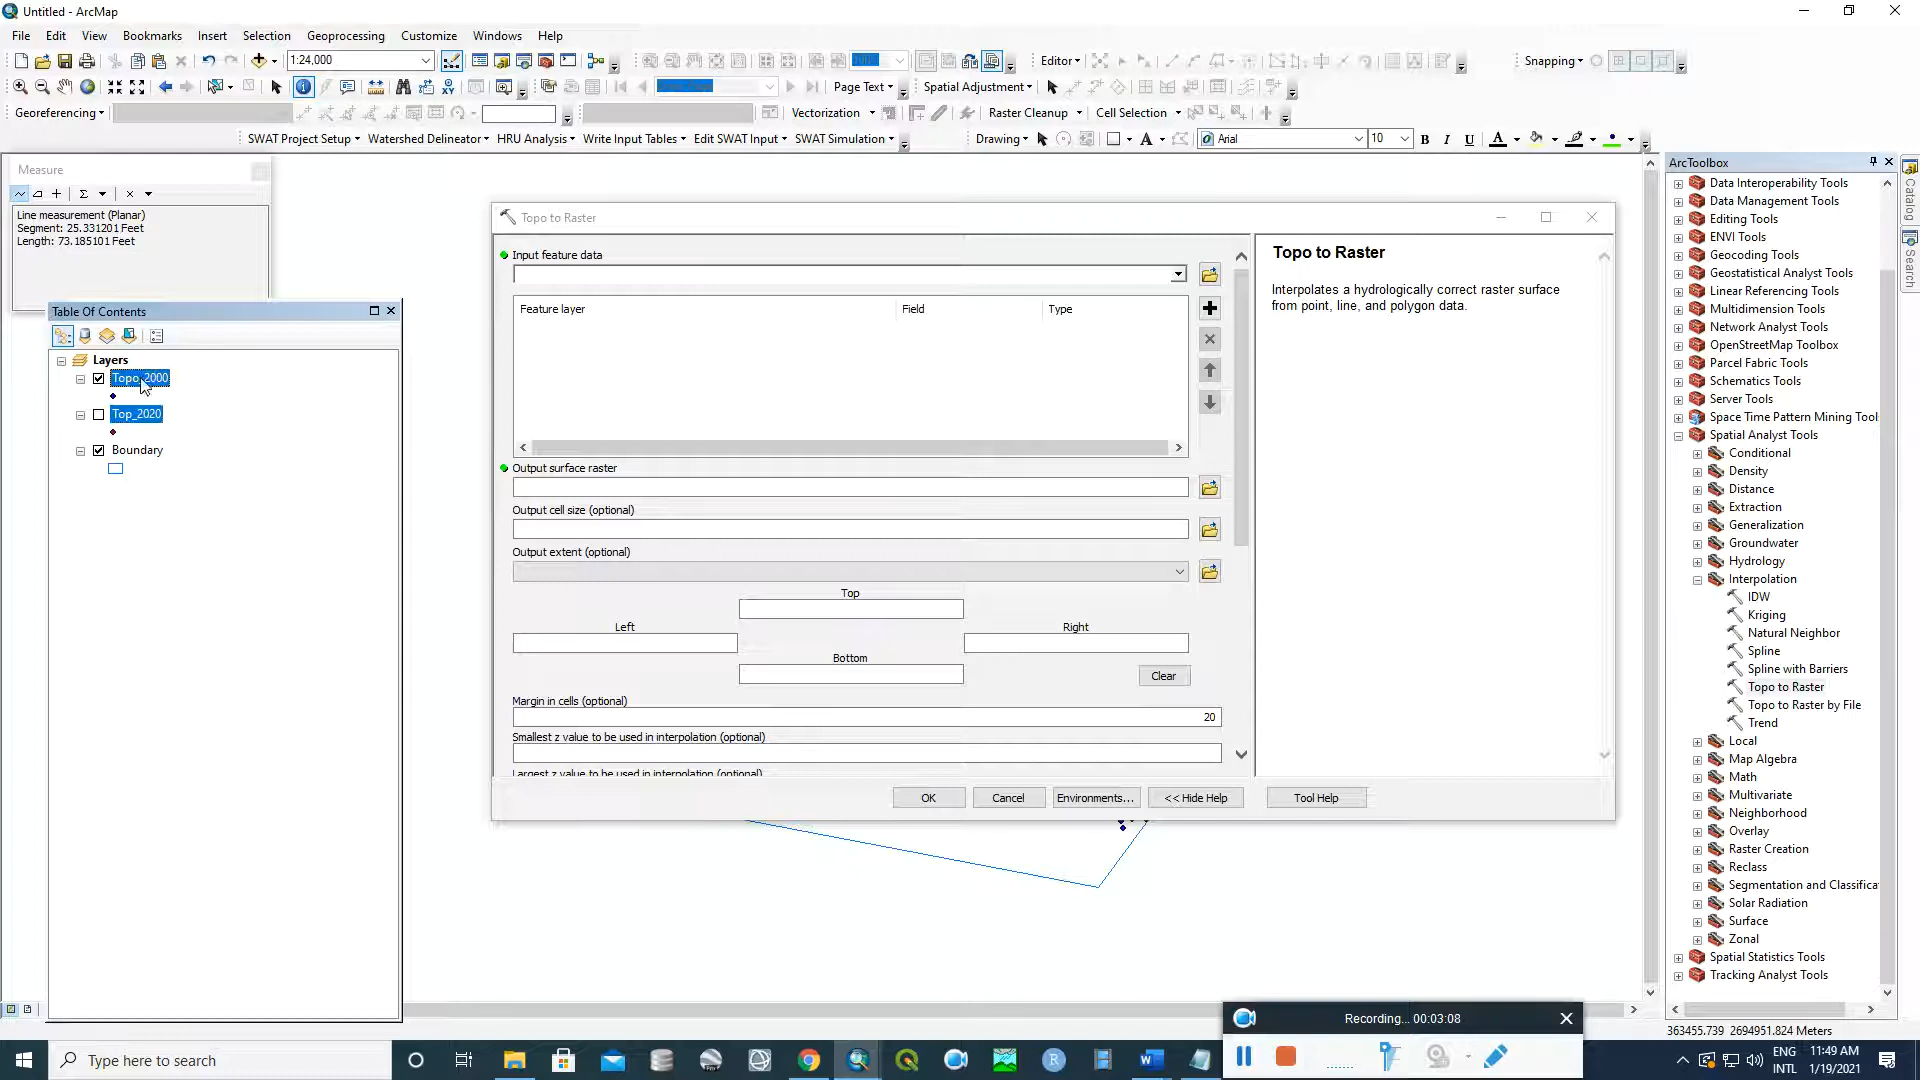 Untitled - ArcMap
File Edit View Bookmarks Insert Selection Geoprocessing Customize Windows Help
1:24,000
Editor
Snapping
Page Text
Spatial Adjustment
Georeferencing
Vectorization
Raster Cleanup
Cell Selection
SWAT Project Setup
Watershed Delineator
HRU Analysis
Write Input Tables
Edit SWAT Input
SWAT Simulation
Drawing
A
Arial
10
B I U A
Measure
Line measurement (Planar)
Segment: 25.331201 Feet
Length: 73.185101 Feet
Table Of Contents
Layers
Topo_2000
Top_2020
Boundary
Topo to Raster
Input feature data
Feature layer Field Type
Output surface raster
Output cell size (optional)
Output extent (optional)
Top
Left Right
Bottom
Clear
Margin in cells (optional)
20
Smallest z value to be used in interpolation (optional)
Largest z value to be used in interpolation (optional)
OK
Cancel
Environments...
<< Hide Help
Tool Help
Topo to Raster
Interpolates a hydrologically correct raster surface
from point, line, and polygon data.
ArcToolbox
Data Interoperability Tools
Data Management Tools
Editing Tools
ENVI Tools
Geocoding Tools
Geostatistical Analyst Tools
Linear Referencing Tools
Multidimension Tools
Network Analyst Tools
OpenStreetMap Toolbox
Parcel Fabric Tools
Schematics Tools
Server Tools
Space Time Pattern Mining Tool
Spatial Analyst Tools
Conditional
Density
Distance
Extraction
Generalization
Groundwater
Hydrology
Interpolation
IDW
Kriging
Natural Neighbor
Spline
Spline with Barriers
Topo to Raster
Topo to Raster by File
Trend
Local
Map Algebra
Math
Multivariate
Neighborhood
Overlay
Raster Creation
Reclass
Segmentation and Classifica
Solar Radiation
Surface
Zonal
Spatial Statistics Tools
Tracking Analyst Tools
Catalog
Search
363455.739 2694951.824 Meters
Recording... 00:03:08
Type here to search
ENG
INTL
11:49 AM
1/19/2021